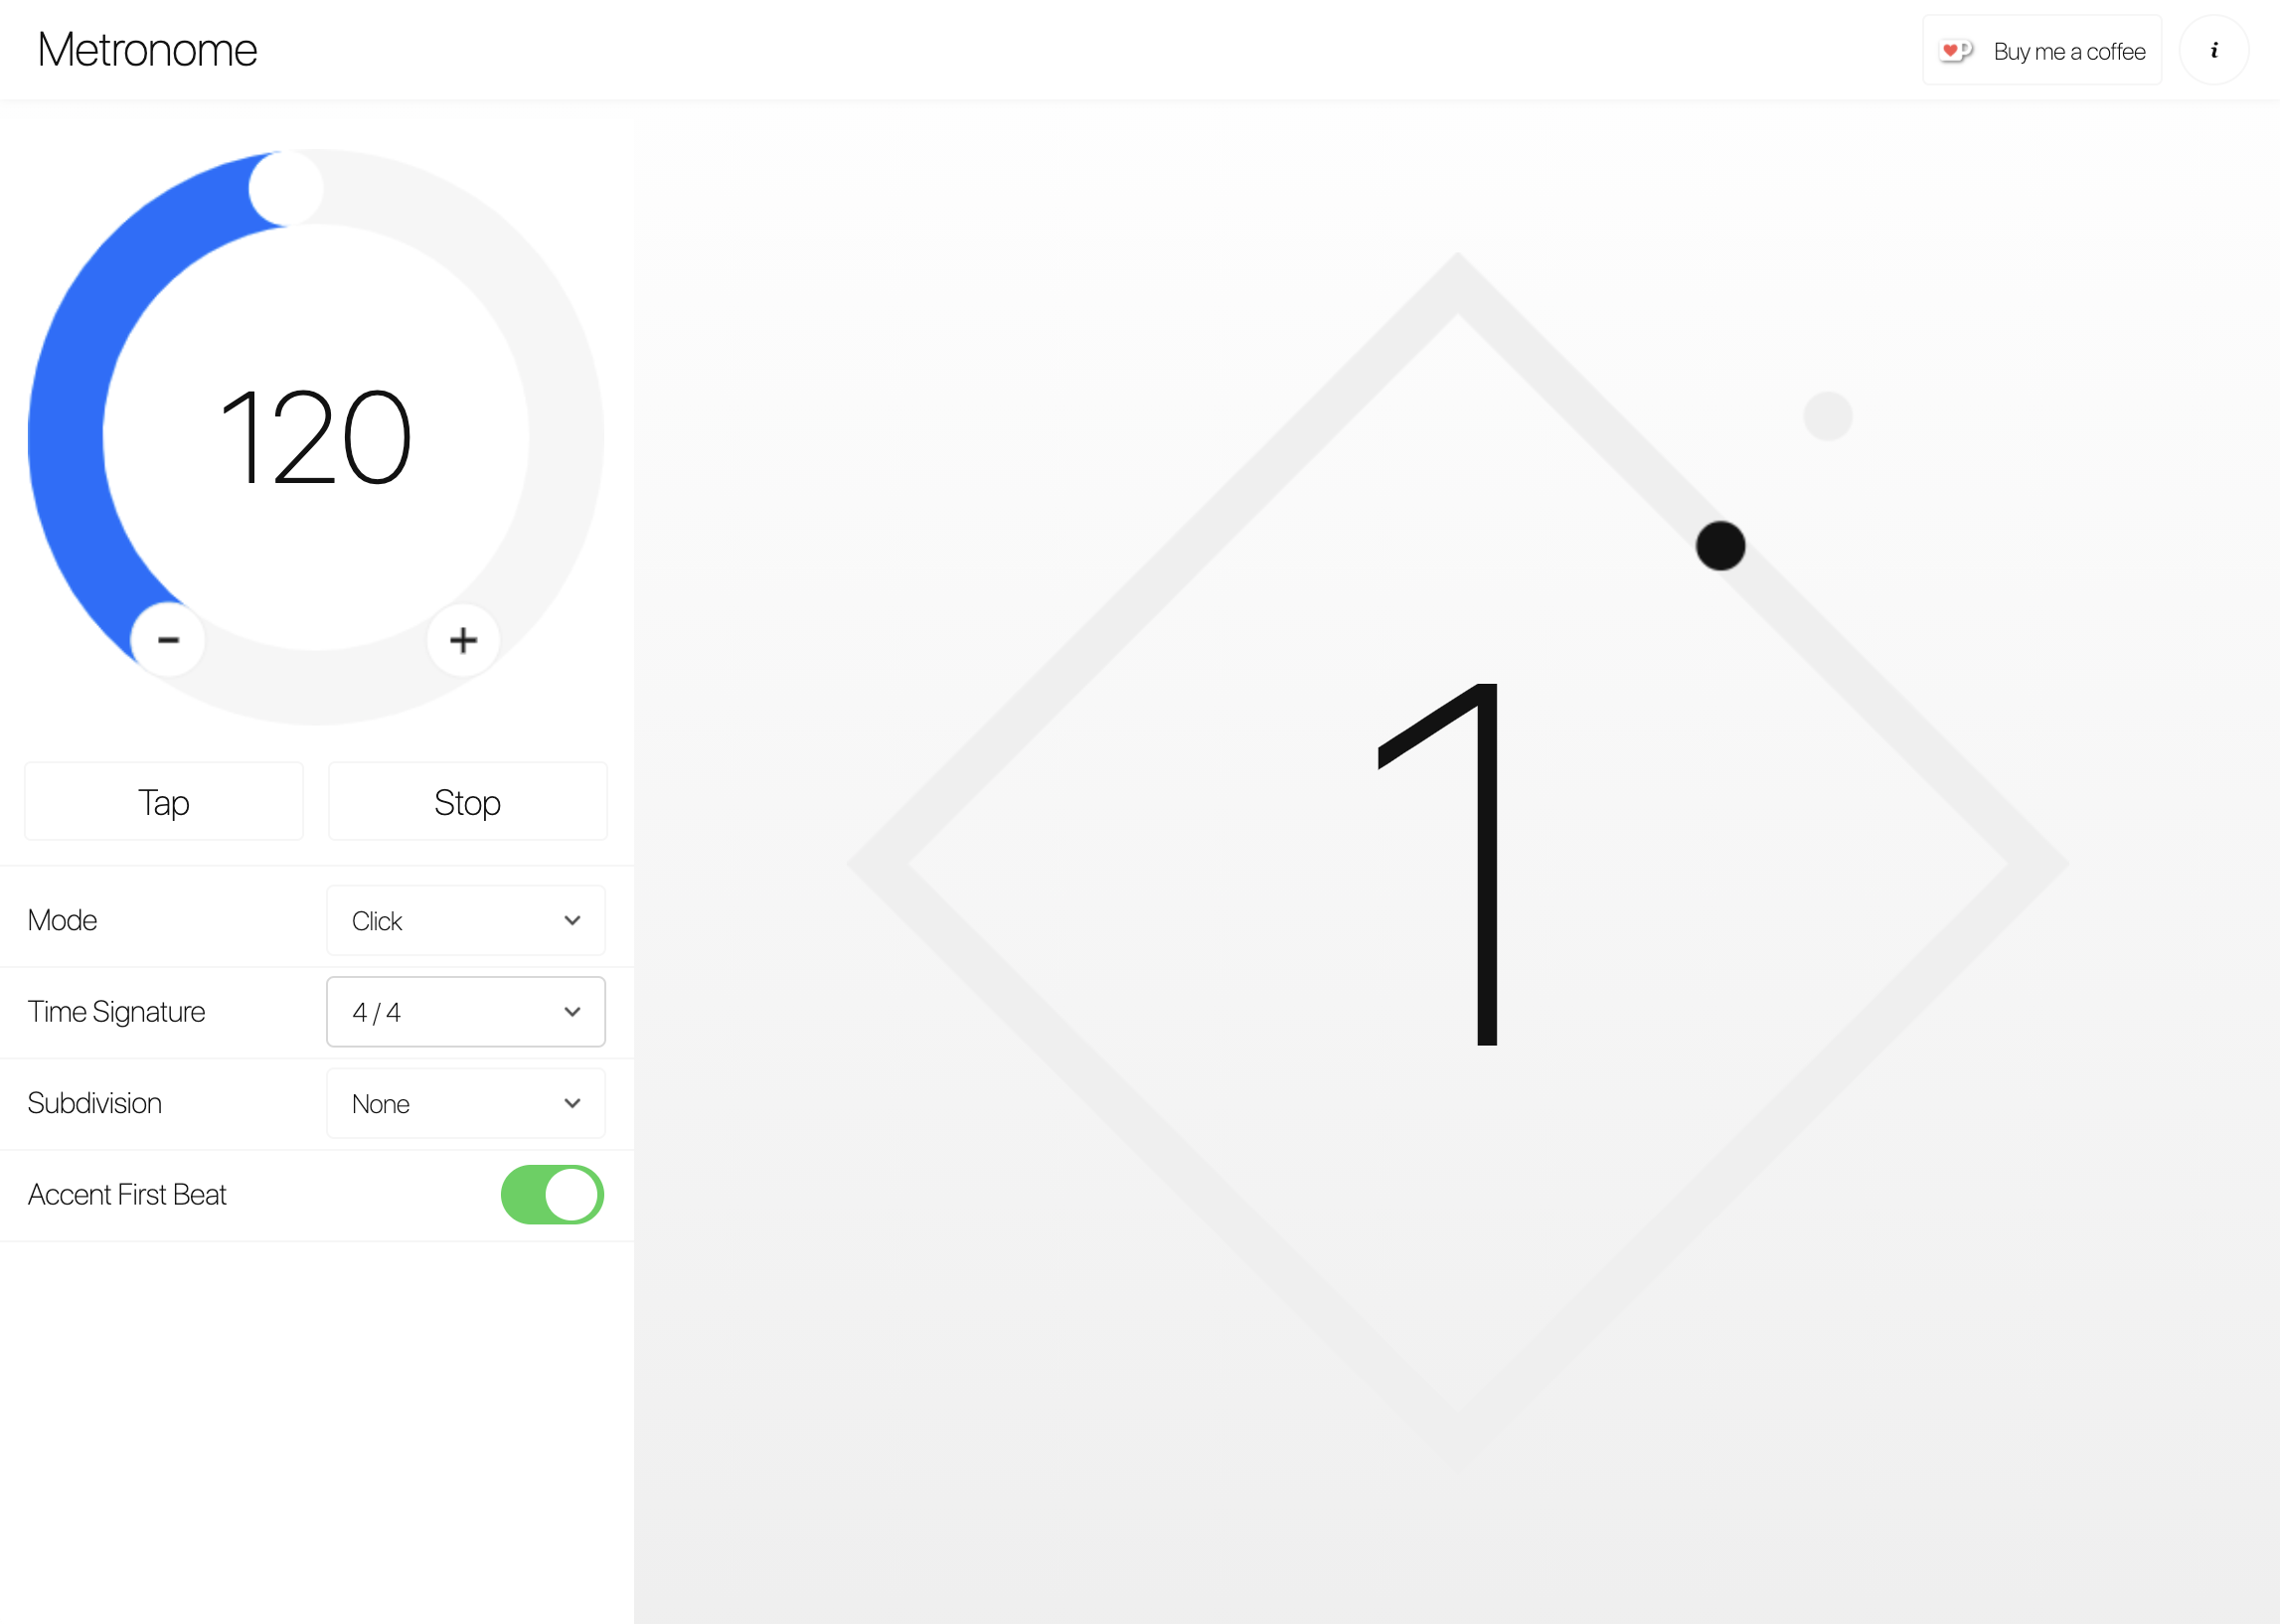 Metronome
Buy me a coffee
i
120
- +
Tap
Stop
Mode
Click
Time Signature
4 / 4
Subdivision
None
Accent First Beat
1